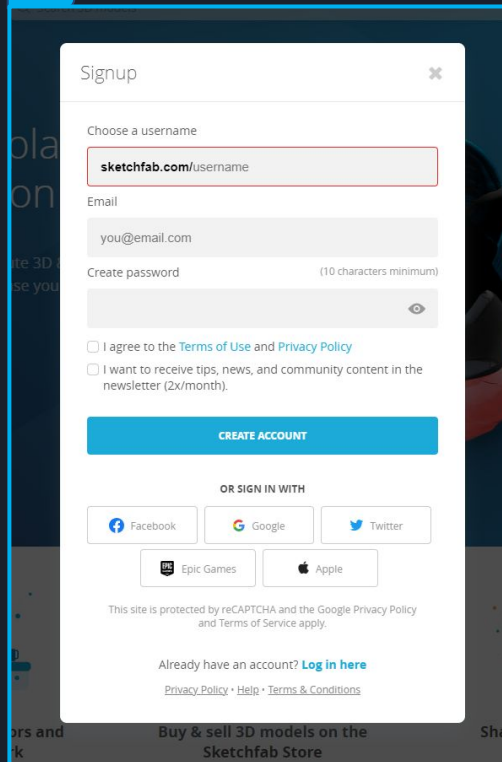 Signup
Choose a username
sketchfab.com/username
Email
you@email.com
Create password (10 characters minimum)
I agree to the Terms of Use and Privacy Policy
I want to receive tips, news, and community content in the
newsletter (2x/month).
CREATE ACCOUNT
OR SIGN IN WITH
Facebook Google Twitter
Epic Games Apple
This site is protected by reCAPTCHA and the Google Privacy Policy
and Terms of Service apply.
Already have an account? Log in here
Privacy Policy • Help • Terms & Conditions
Buy & sell 3D models on the
Sketchfab Store